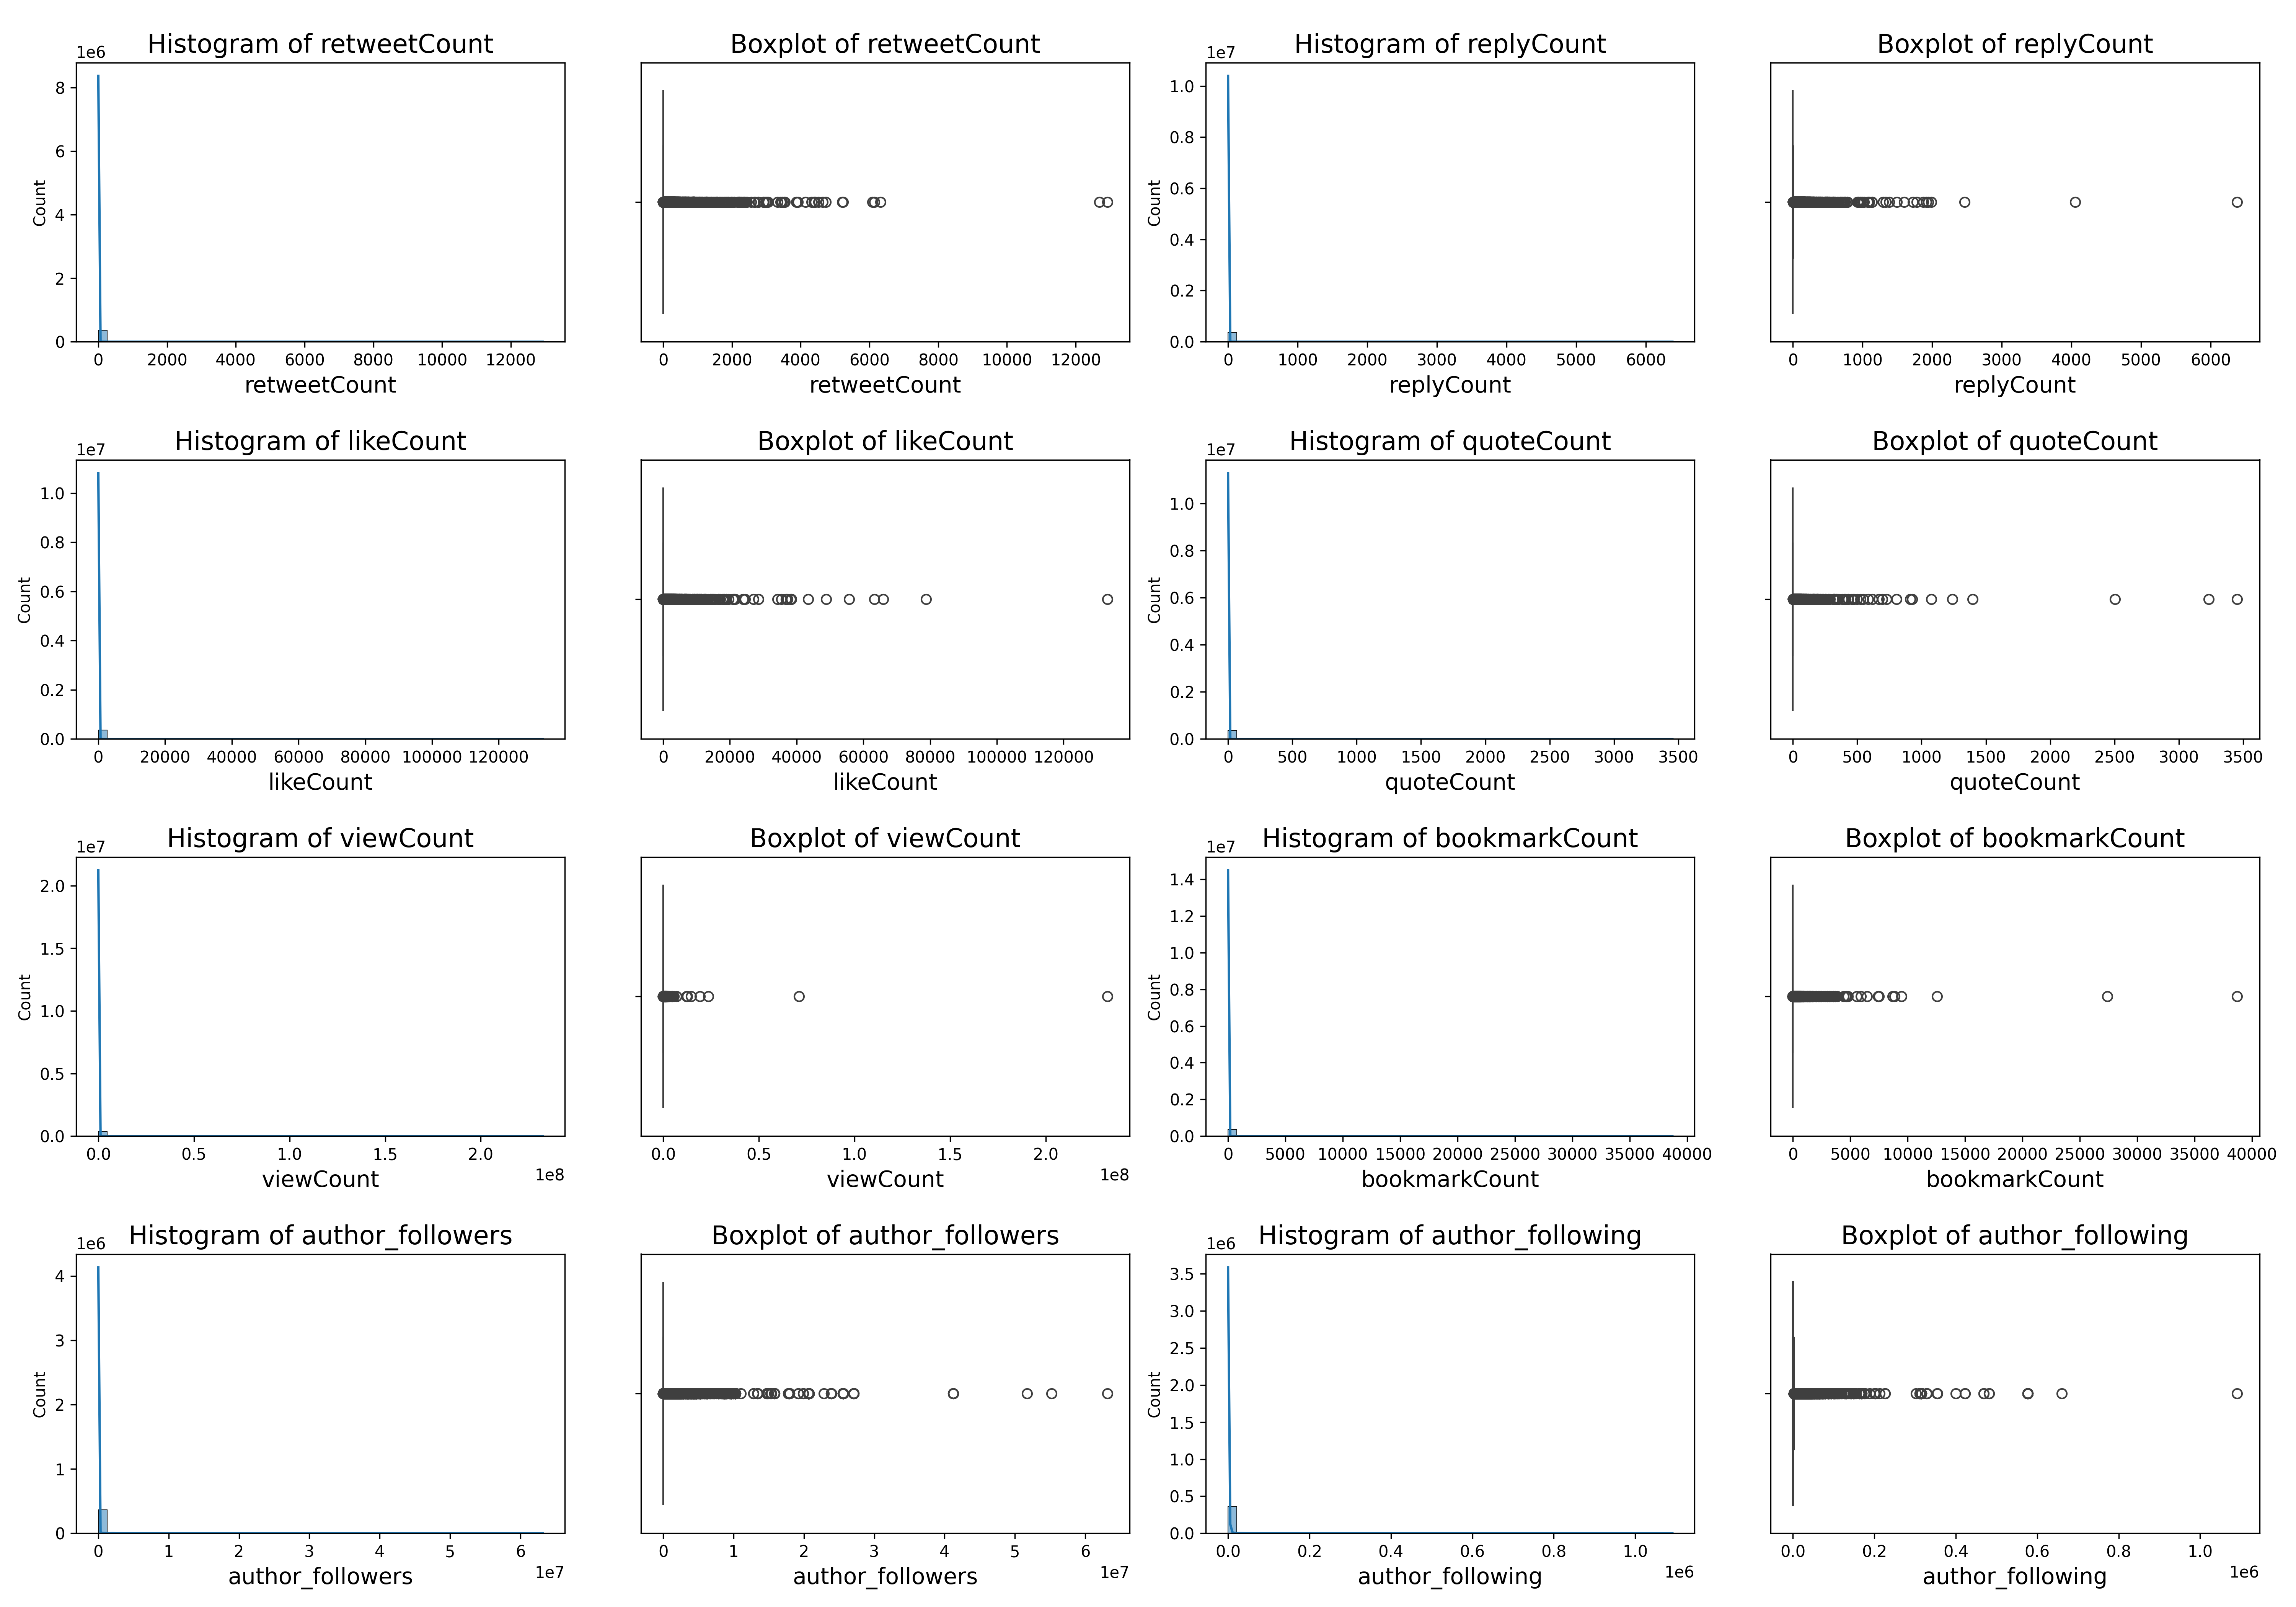 Histogram of retweetCount
1e6
Count
8
6
4
2
0
0 2000 4000 6000 8000 10000 12000
retweetCount
Boxplot of retweetCount
0 2000 4000 6000 8000 10000 12000
retweetCount
Histogram of replyCount
1e7
Count
1.0
0.8
0.6
0.4
0.2
0.0
0 1000 2000 3000 4000 5000 6000
replyCount
Boxplot of replyCount
0 1000 2000 3000 4000 5000 6000
replyCount
Histogram of likeCount
1e7
Count
1.0
0.8
0.6
0.4
0.2
0.0
0 20000 40000 60000 80000 100000 120000
likeCount
Boxplot of likeCount
0 20000 40000 60000 80000 100000 120000
likeCount
Histogram of quoteCount
1e7
Count
1.0
0.8
0.6
0.4
0.2
0.0
0 500 1000 1500 2000 2500 3000 3500
quoteCount
Boxplot of quoteCount
0 500 1000 1500 2000 2500 3000 3500
quoteCount
Histogram of viewCount
1e7
Count
2.0
1.5
1.0
0.5
0.0
0.0 0.5 1.0 1.5 2.0
1e8
viewCount
Boxplot of viewCount
0.0 0.5 1.0 1.5 2.0
1e8
viewCount
Histogram of bookmarkCount
1e7
Count
1.4
1.2
1.0
0.8
0.6
0.4
0.2
0.0
0 5000 10000 15000 20000 25000 30000 35000 40000
bookmarkCount
Boxplot of bookmarkCount
0 5000 10000 15000 20000 25000 30000 35000 40000
bookmarkCount
Histogram of author_followers
1e6
Count
4
3
2
1
0
0 1 2 3 4 5 6
1e7
author_followers
Boxplot of author_followers
0 1 2 3 4 5 6
1e7
author_followers
Histogram of author_following
1e6
Count
3.5
3.0
2.5
2.0
1.5
1.0
0.5
0.0
0.0 0.2 0.4 0.6 0.8 1.0
1e6
author_following
Boxplot of author_following
0.0 0.2 0.4 0.6 0.8 1.0
1e6
author_following